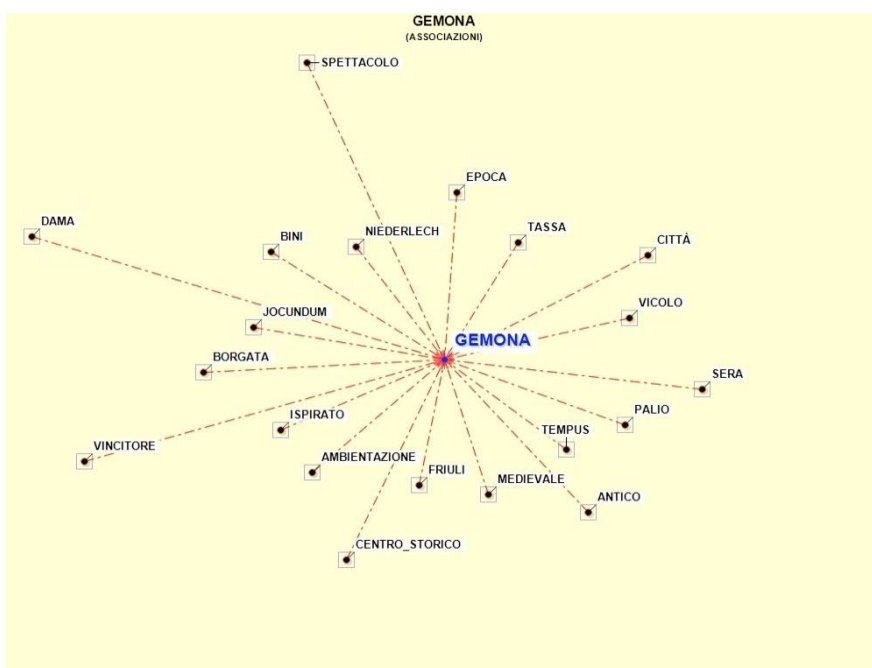 GEMONA
(ASSOCIAZIONI)
SPETTACOLO
EPOCA
DAMA
NIEDERLECH
TASSA
BINI
CITTÀ
VICOLO
JOCUNDUM
GEMONA
BORGATA
SERA
ISPIRATO
PALIO
TEMPUS
VINCITORE
AMBIENTAZIONE
FRIULI
MEDIEVALE
ANTICO
CENTRO_STORICO